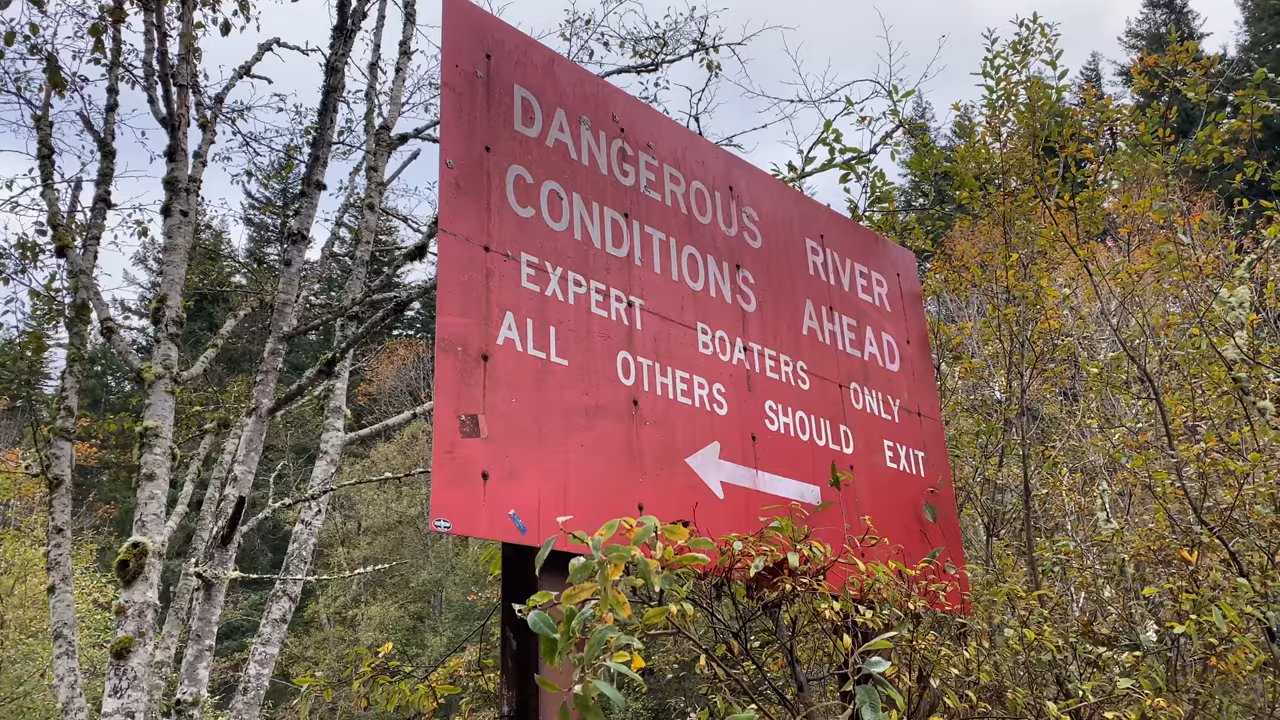 DANGEROUS RIVER
CONDITIONS AHEAD
EXPERT BOATERS ONLY
ALL OTHERS SHOULD EXIT